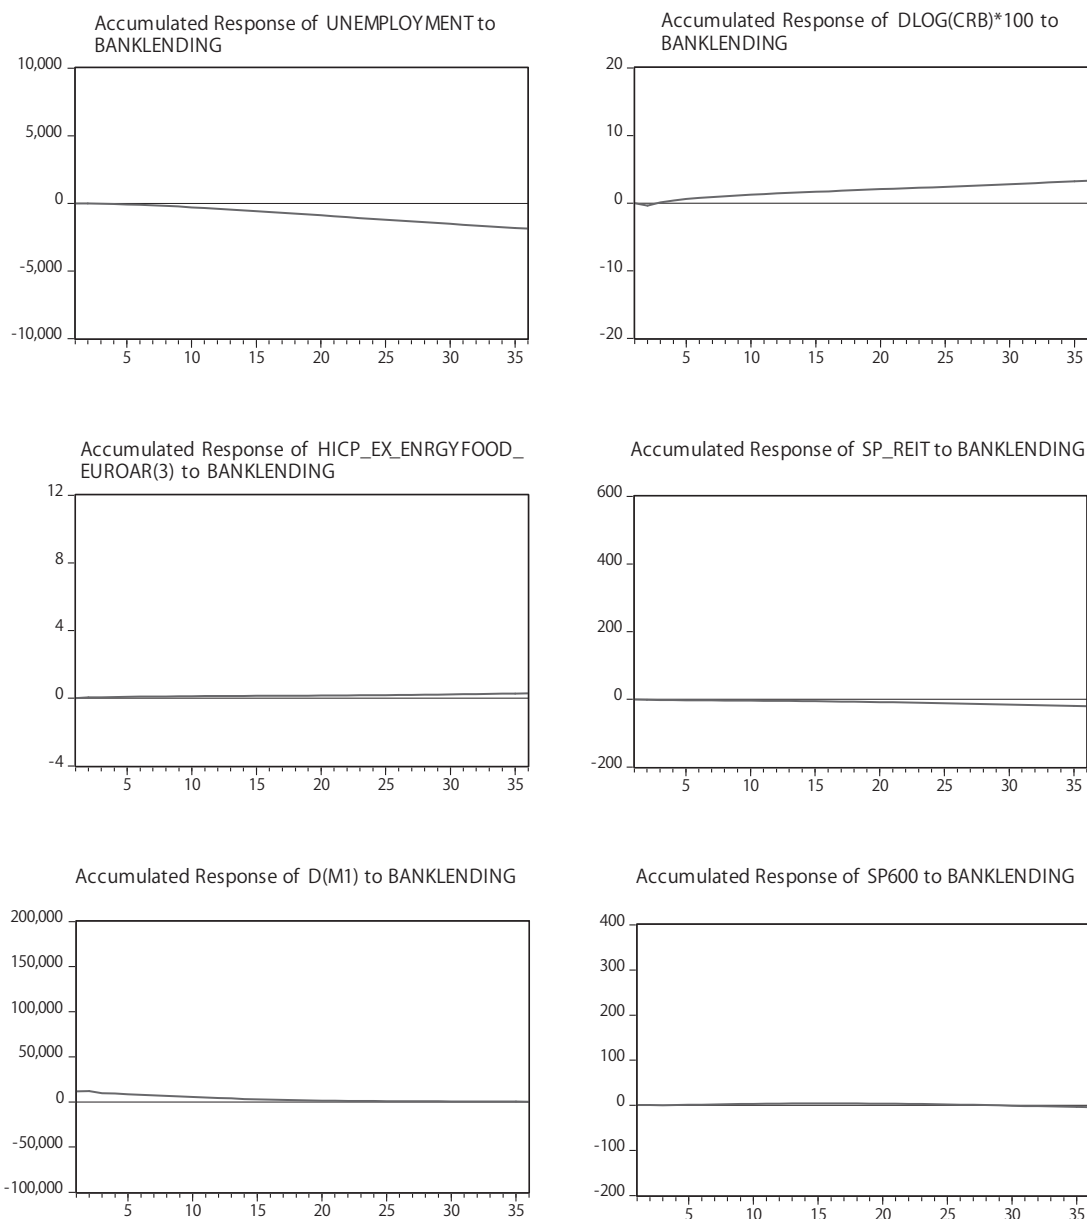 Accumulated Response of UNEMPLOYMENT to
BANKLENDING
10,000
5,000
0
-5,000
-10,000
5 10 15 20 25 30 35
Accumulated Response of DLOG(CRB)*100 to
BANKLENDING
20
10
0
-10
-20
5 10 15 20 25 30 35
Accumulated Response of HICP_EX_ENRGYFOOD_
EUROAR(3) to BANKLENDING
12
8
4
0
-4
5 10 15 20 25 30 35
Accumulated Response of SP_REIT to BANKLENDING
600
400
200
0
-200
5 10 15 20 25 30 35
Accumulated Response of D(M1) to BANKLENDING
200,000
150,000
100,000
50,000
0
-50,000
-100,000
5 10 15 20 25 30 35
Accumulated Response of SP600 to BANKLENDING
400
300
200
100
0
-100
-200
5 10 15 20 25 30 35